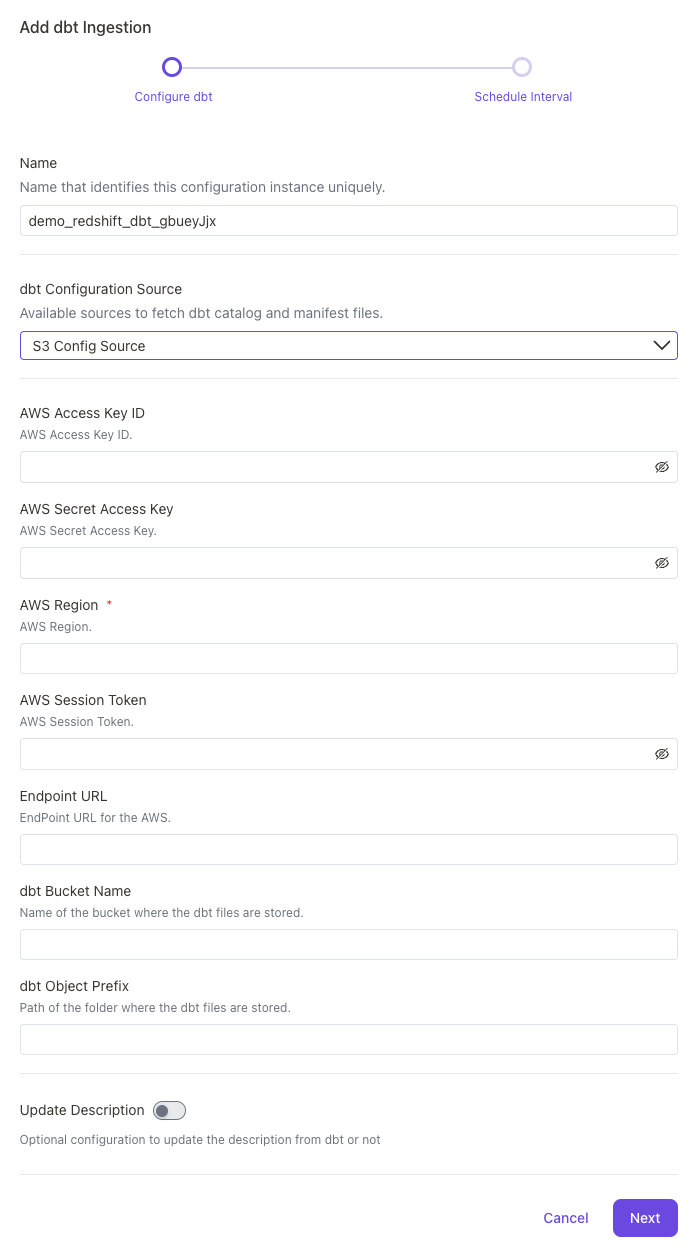 Add dbt Ingestion
Configure dbt
Schedule Interval
Name
Name that identifies this configuration instance uniquely.
demo_redshift_dbt_gbueyJjx
dbt Configuration Source
Available sources to fetch dbt catalog and manifest files.
S3 Config Source
AWS Access Key ID
AWS Access Key ID.
AWS Secret Access Key
AWS Secret Access Key.
AWS Region *
AWS Region.
AWS Session Token
AWS Session Token.
Endpoint URL
EndPoint URL for the AWS.
dbt Bucket Name
Name of the bucket where the dbt files are stored.
dbt Object Prefix
Path of the folder where the dbt files are stored.
Update Description
Optional configuration to update the description from dbt or not
Cancel
Next